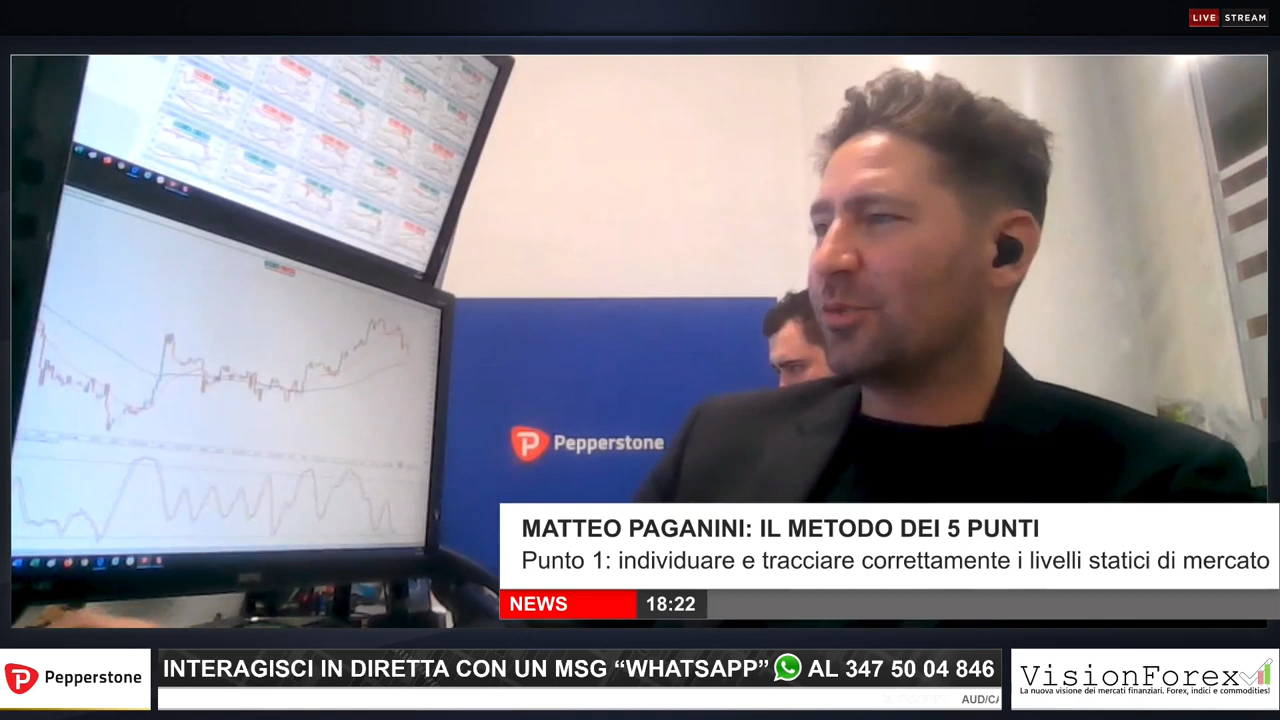 LIVE STREAM
Pepperstone
MATTEO PAGANINI: IL METODO DEI 5 PUNTI
Punto 1: individuare e tracciare correttamente i livelli statici di mercato
NEWS 18:22
Pepperstone
INTERAGISCI IN DIRETTA CON UN MSG “WHATSAPP” AL 347 50 04 846
AUD/CA
VisionForex
La nuova visione dei mercati finanziari. Forex, indici e commodities!